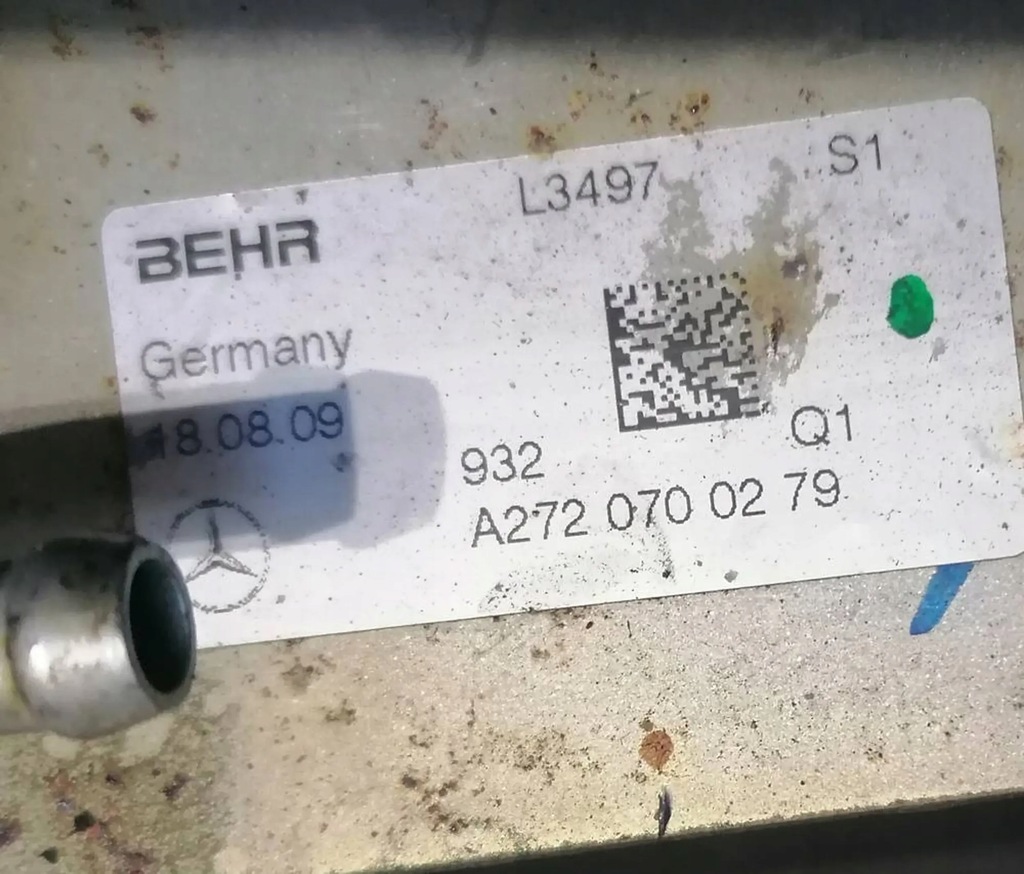 L3497 S1
BEHR
Germany
18.08.09
932 Q1
A272 070 02 79